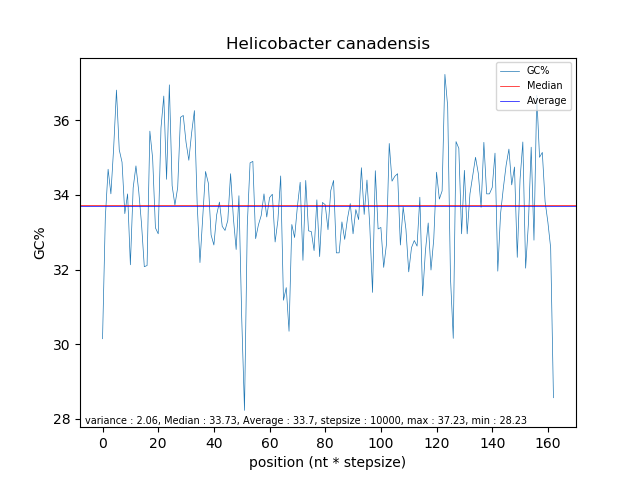 Helicobacter canadensis
GC%
Median
Average
36
34
32
30
28
GC%
variance : 2.06, Median : 33.73, Average : 33.7, stepsize : 10000, max : 37.23, min : 28.23
0 20 40 60 80 100 120 140 160
position (nt * stepsize)